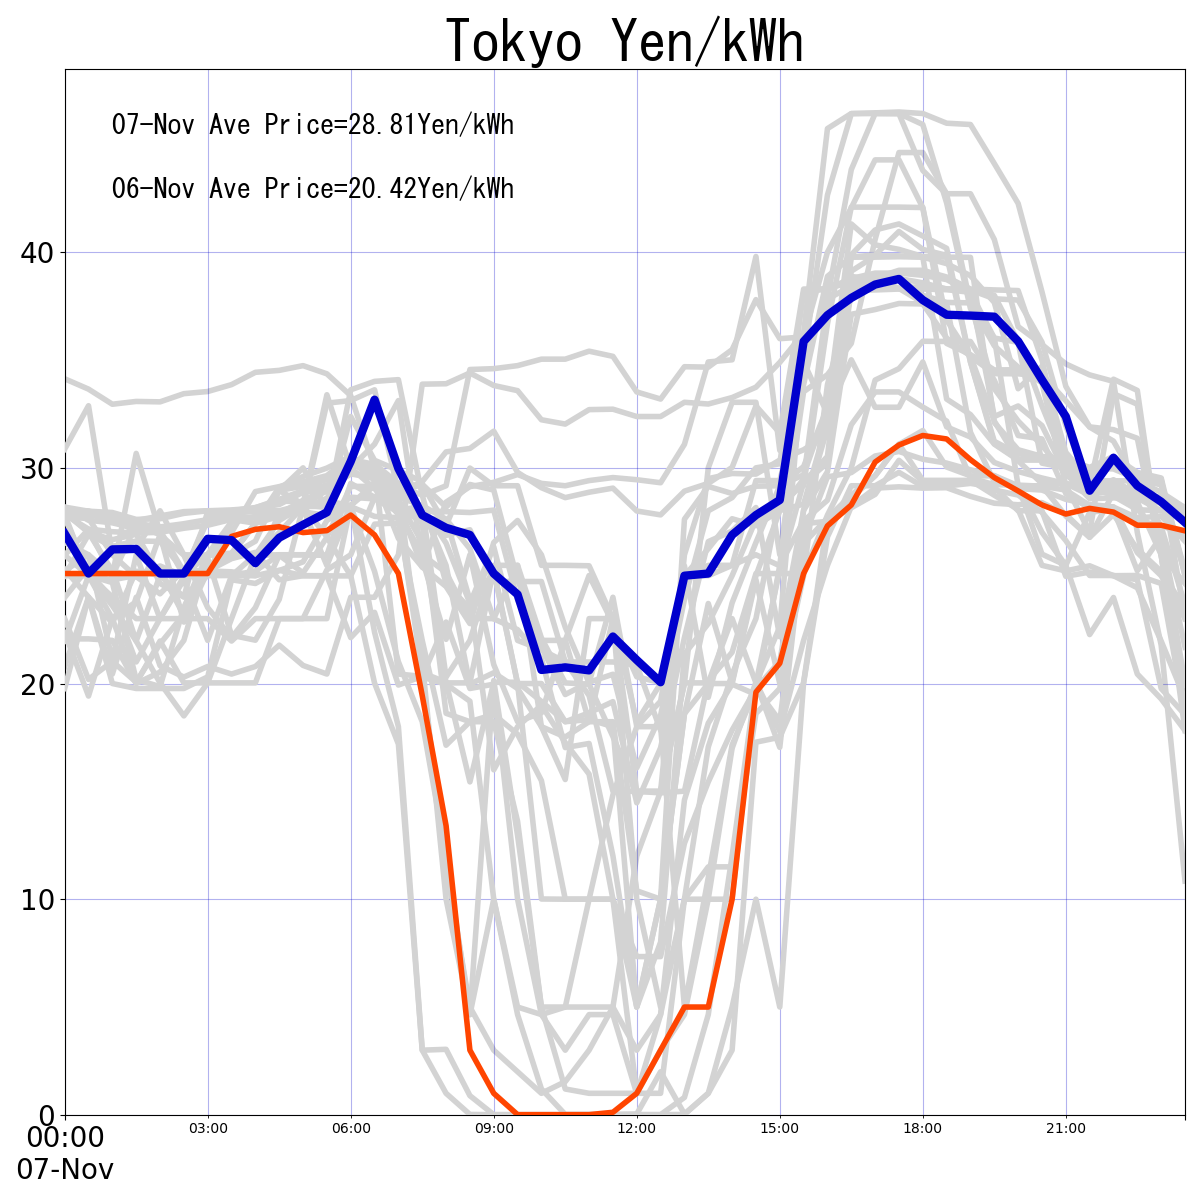 Tokyo Yen/kWh
07-Nov Ave Price=28.81Yen/kWh
06-Nov Ave Price=20.42Yen/kWh
40
30
20
10
0
00:00 03:00 06:00 09:00 12:00 15:00 18:00 21:00
07-Nov